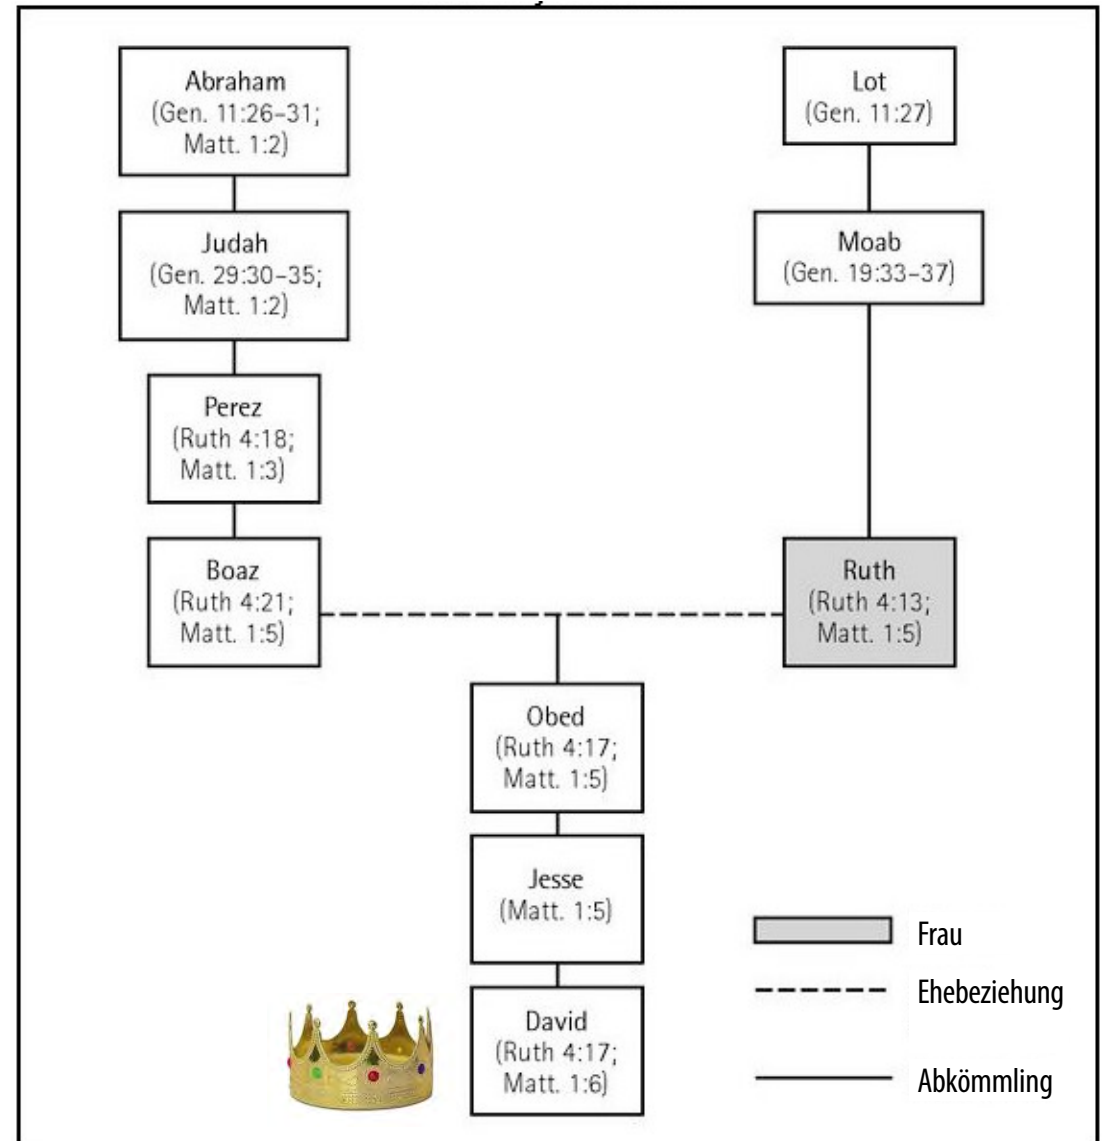 Abraham
(Gen. 11:26–31;
Matt. 1:2)
Judah
(Gen. 29:30–35;
Matt. 1:2)
Perez
(Ruth 4:18;
Matt. 1:3)
Boaz
(Ruth 4:21;
Matt. 1:5)
Lot
(Gen. 11:27)
Moab
(Gen. 19:33–37)
Ruth
(Ruth 4:13;
Matt. 1:5)
Obed
(Ruth 4:17;
Matt. 1:5)
Jesse
(Matt. 1:5)
David
(Ruth 4:17;
Matt. 1:6)
Frau
Ehebeziehung
Abkömmling